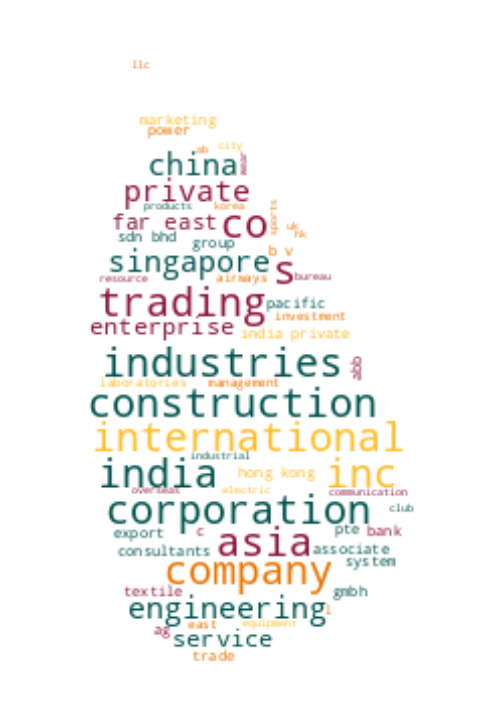 llc
marketing
power
ab city
china wear
private
products korea sports
far east co uk
sdn bhd group hk
b v
singapore s
resource airways bureau
trading pacific
investment
enterprise india private
industries abb
laboratories management
construction
international
industrial
india hong kong inc
overseas electric communication
corporation club
export c asia pte bank
consultants associate
company system
textile gmbh
engineering l
ag east equipment
service
trade